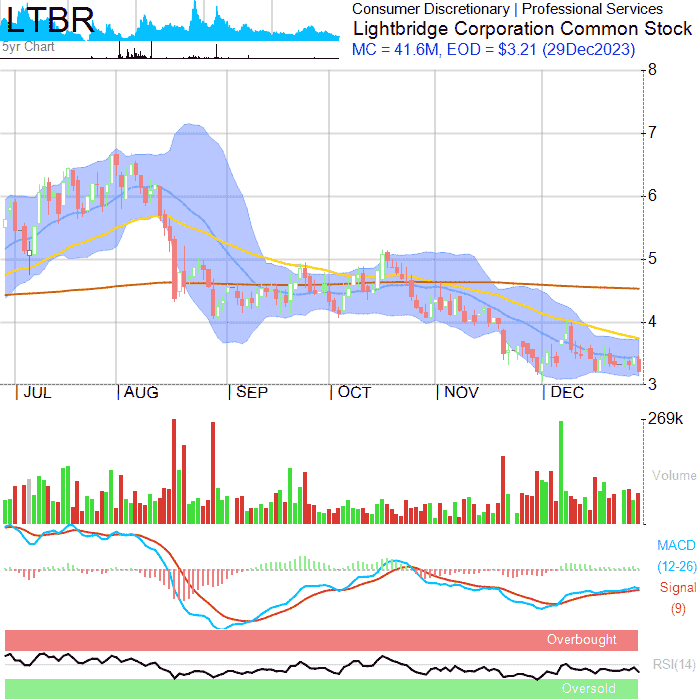 LTBR
5yr Chart
Consumer Discretionary | Professional Services
Lightbridge Corporation Common Stock
MC = 41.6M, EOD = $3.21 (29Dec2023)
8
7
6
5
4
3
JUL AUG SEP OCT NOV DEC
269k
Volume
MACD
(12-26)
Signal
(9)
Overbought
RSI(14)
Oversold